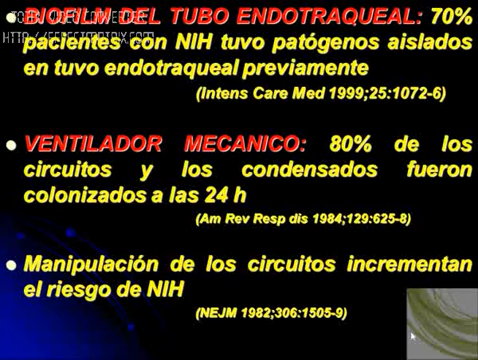 BIOFILM DEL TUBO ENDOTRAQUEAL: 70%
pacientes con NIH tuvo patógenos aislados
en tuvo endotraqueal previamente
(Intens Care Med 1999;25:1072-6)
VENTILADOR MECANICO: 80% de los
circuitos y los condensados fueron
colonizados a las 24 h
(Am Rev Resp dis 1984;129:625-8)
Manipulación de los circuitos incrementan
el riesgo de NIH
(NEJM 1982;306:1505-9)